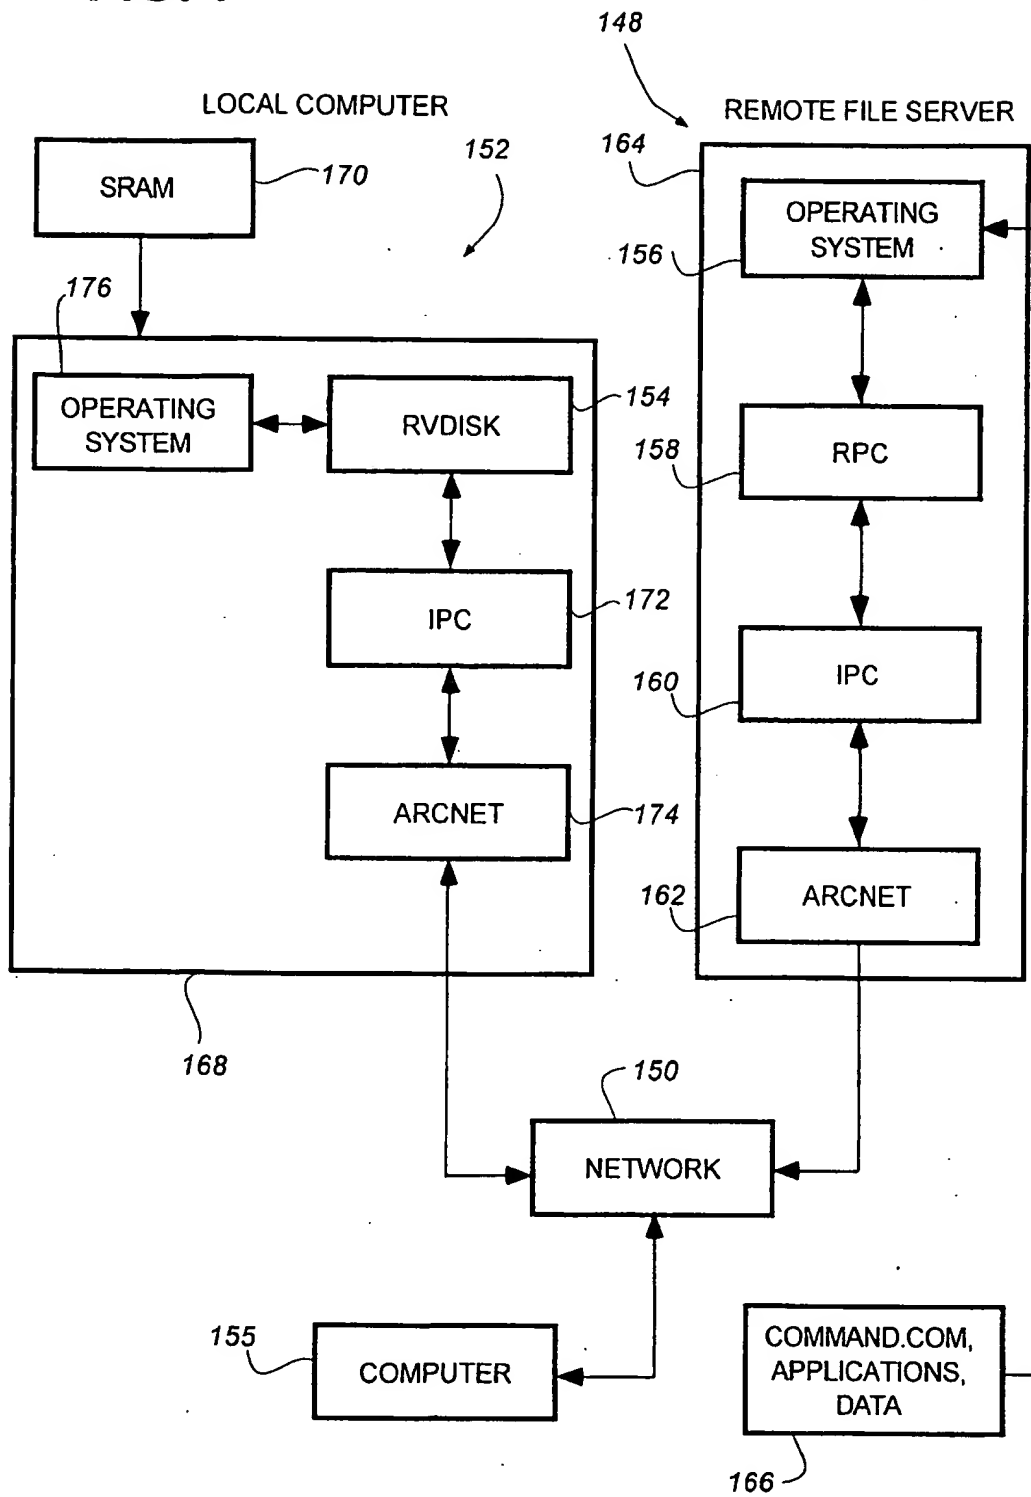 148
LOCAL COMPUTER
REMOTE FILE SERVER
152
164
SRAM
170
OPERATING
SYSTEM
156
176
OPERATING
SYSTEM
RVDISK
154
RPC
158
IPC
172
IPC
160
ARCNET
174
ARCNET
162
168
150
NETWORK
155
COMPUTER
COMMAND.COM,
APPLICATIONS,
DATA
166